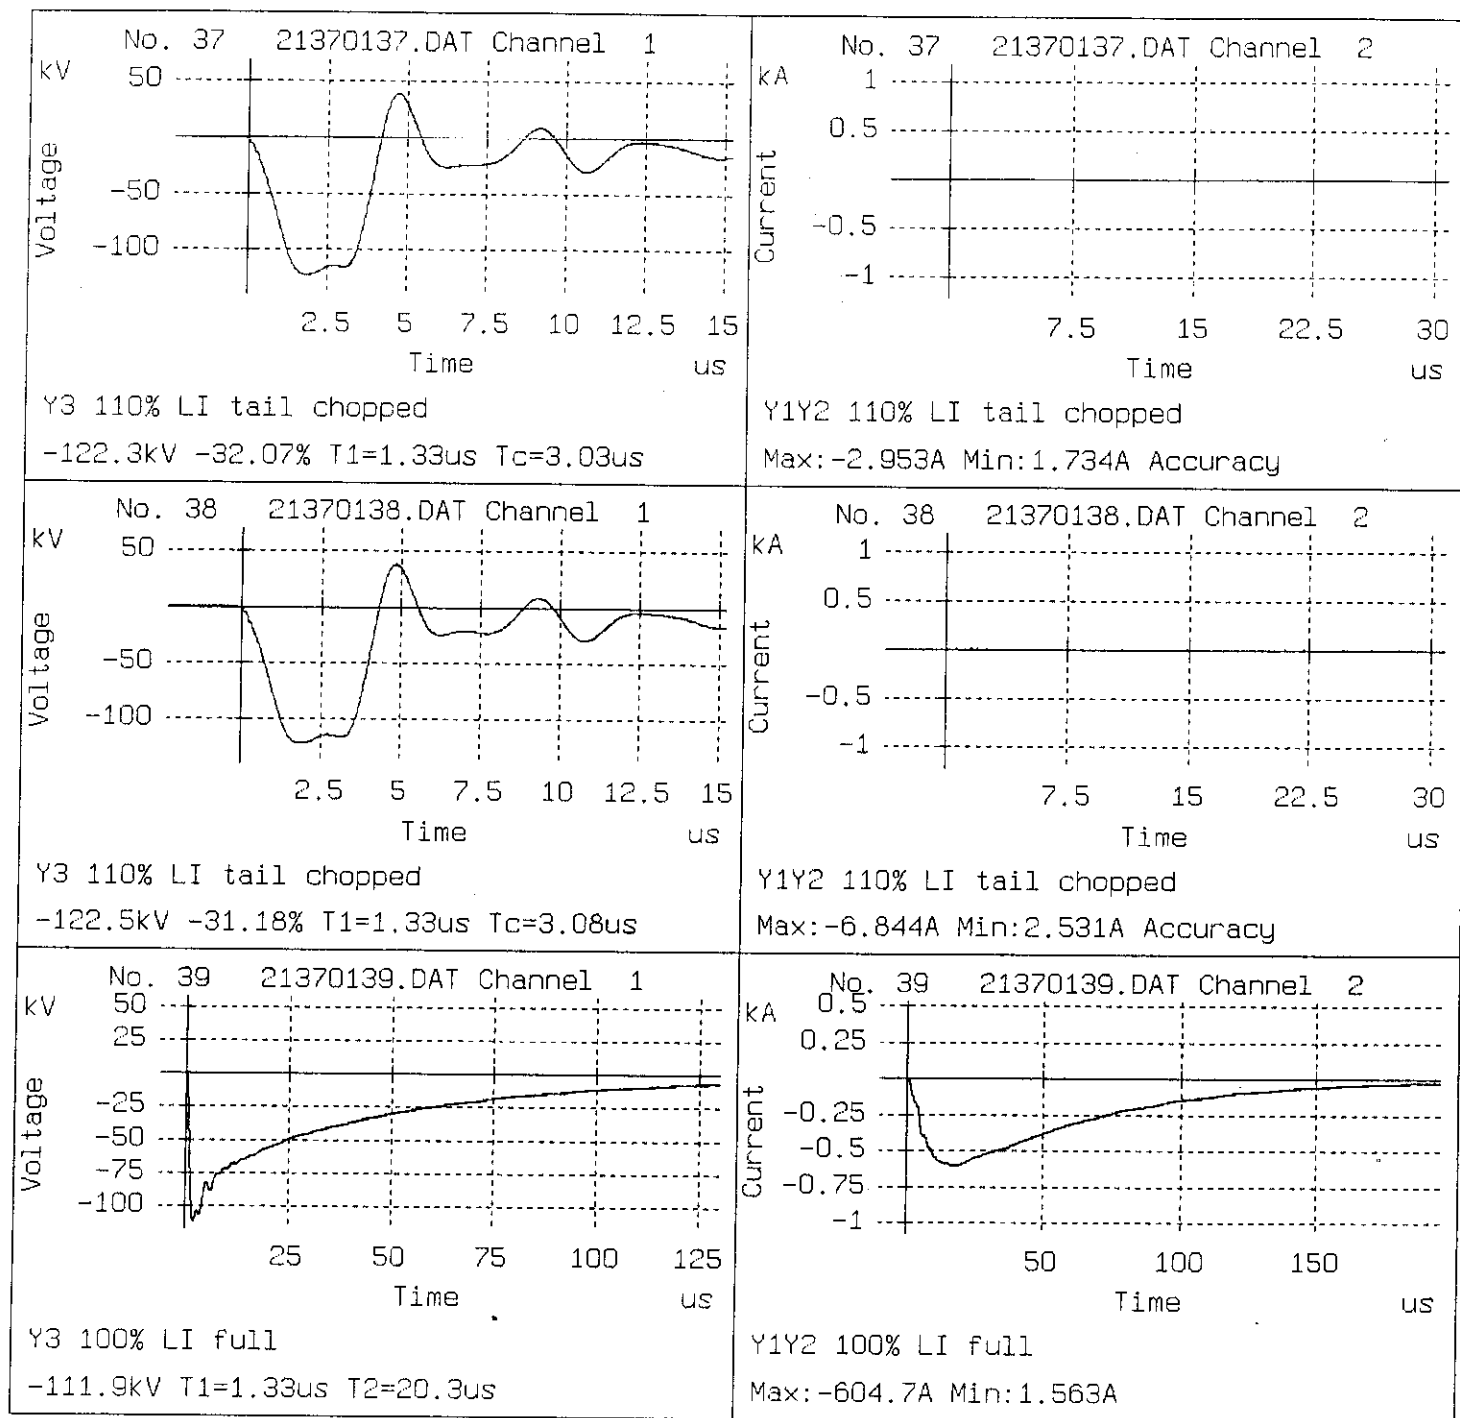 No. 37 21370137.DAT Channel 1
kV
50
-50
-100
Voltage
2.5 5 7.5 10 12.5 15
Time us
Y3 110% LI tail chopped
-122.3kV -32.07% T1=1.33us Tc=3.03us
No. 37 21370137.DAT Channel 2
kA
1
0.5
-0.5
-1
Current
7.5 15 22.5 30
Time us
Y1Y2 110% LI tail chopped
Max:-2.953A Min:1.734A Accuracy
No. 38 21370138.DAT Channel 1
kV
50
-50
-100
Voltage
2.5 5 7.5 10 12.5 15
Time us
Y3 110% LI tail chopped
-122.5kV -31.18% T1=1.33us Tc=3.08us
No. 38 21370138.DAT Channel 2
kA
1
0.5
-0.5
-1
Current
7.5 15 22.5 30
Time us
Y1Y2 110% LI tail chopped
Max:-6.844A Min:2.531A Accuracy
No. 39 21370139.DAT Channel 1
kV
50
25
-25
-50
-75
-100
Voltage
25 50 75 100 125
Time us
Y3 100% LI full
-111.9kV T1=1.33us T2=20.3us
No. 39 21370139.DAT Channel 2
kA
0.5
0.25
-0.25
-0.5
-0.75
-1
Current
50 100 150
Time us
Y1Y2 100% LI full
Max:-604.7A Min:1.563A